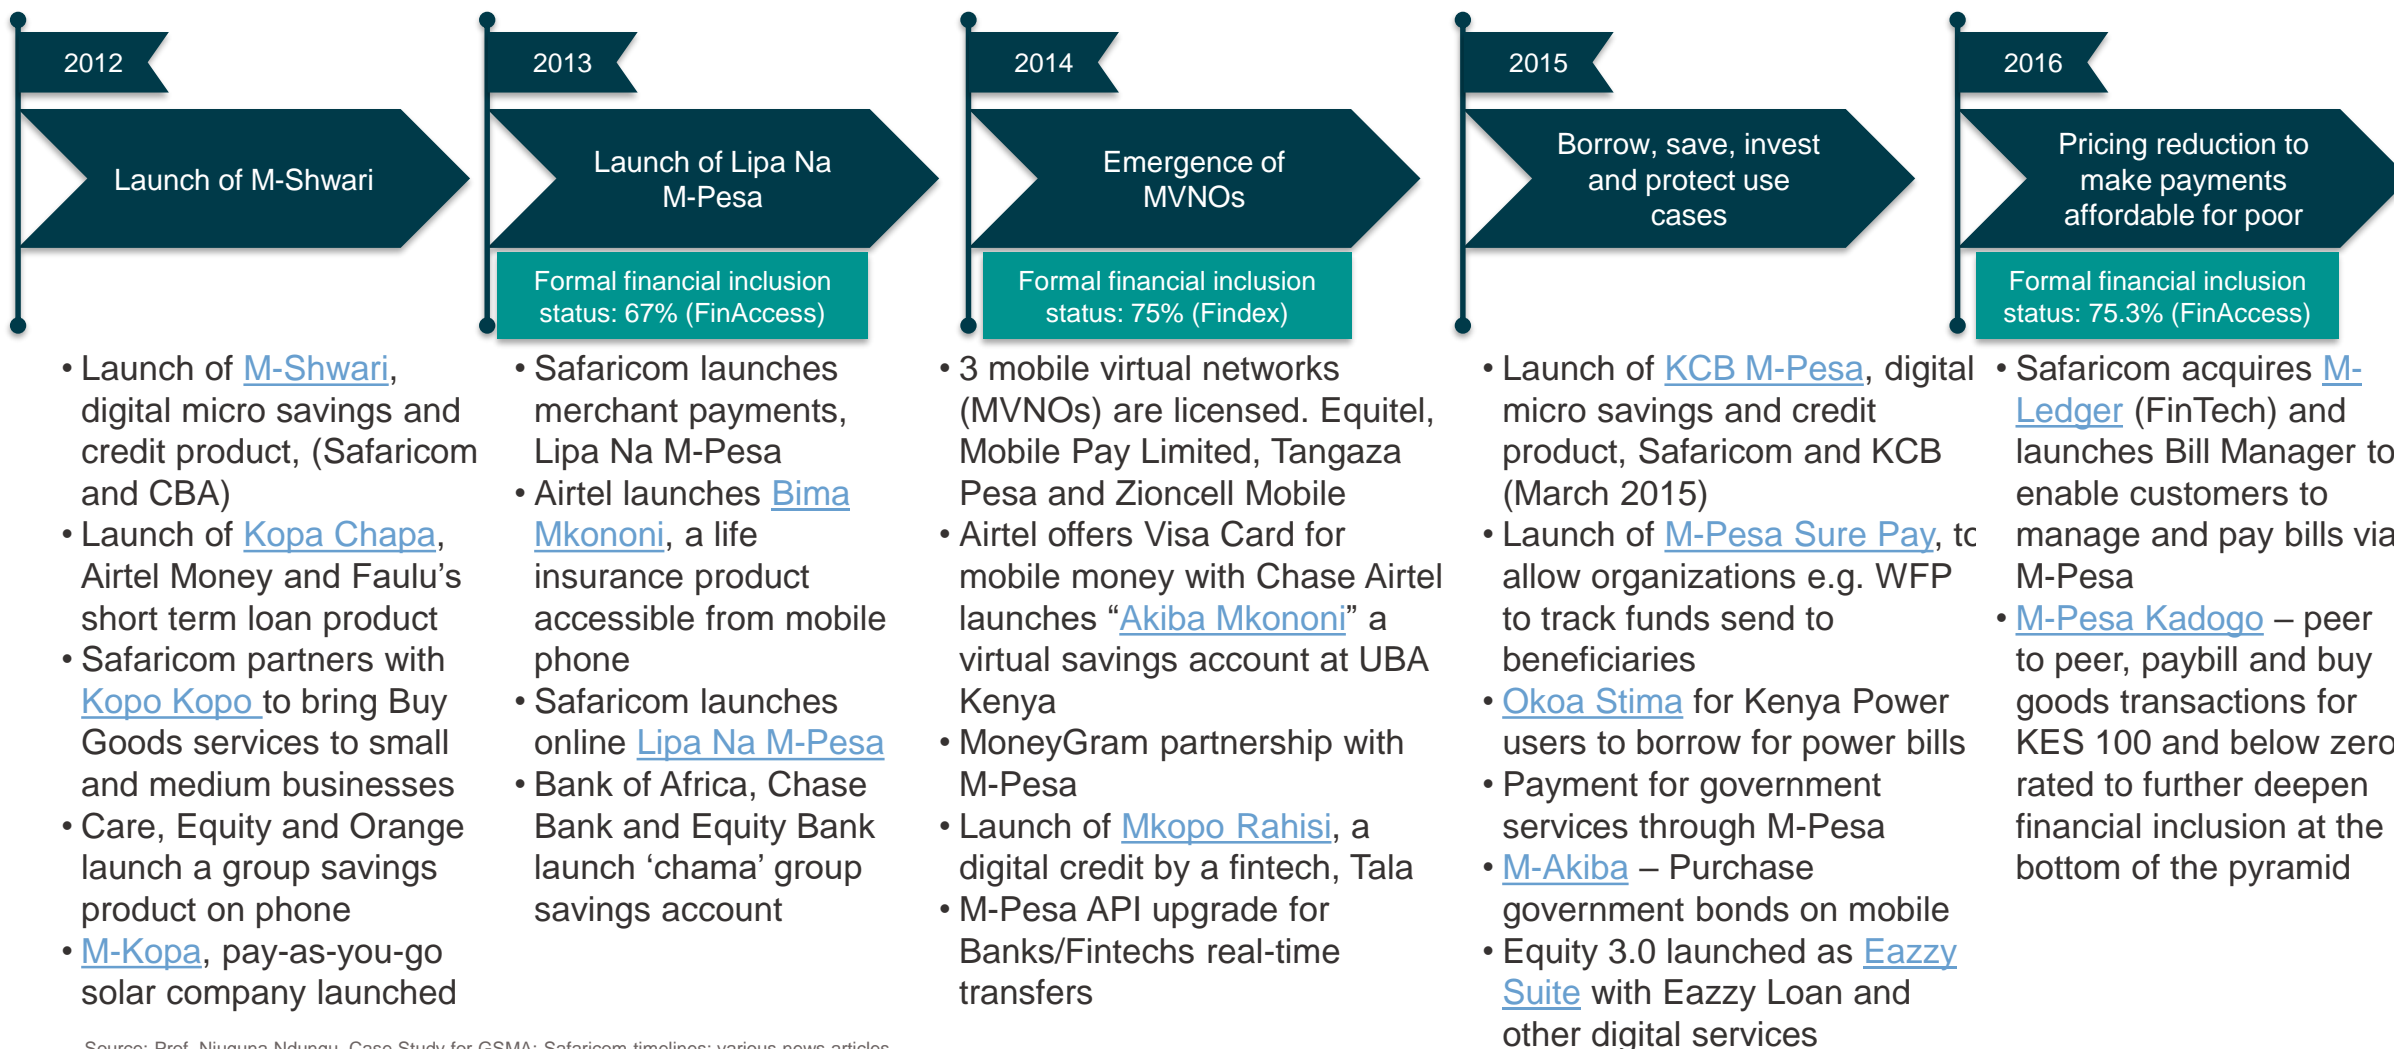 2012
Launch of M-Shwari
• Launch of M-Shwari,
digital micro savings and
credit product, (Safaricom
and CBA)
• Launch of Kopa Chapa,
Airtel Money and Faulu’s
short term loan product
• Safaricom partners with
Kopo Kopo to bring Buy
Goods services to small
and medium businesses
• Care, Equity and Orange
launch a group savings
product on phone
• M-Kopa, pay-as-you-go
solar company launched
2013
Launch of Lipa Na
M-Pesa
Formal financial inclusion
status: 67% (FinAccess)
• Safaricom launches
merchant payments,
Lipa Na M-Pesa
• Airtel launches Bima
Mkononi, a life
insurance product
accessible from mobile
phone
• Safaricom launches
online Lipa Na M-Pesa
• Bank of Africa, Chase
Bank and Equity Bank
launch ‘chama’ group
savings account
2014
Emergence of
MVNOs
Formal financial inclusion
status: 75% (Findex)
• 3 mobile virtual networks
(MVNOs) are licensed. Equitel,
Mobile Pay Limited, Tangaza
Pesa and Zioncell Mobile
• Airtel offers Visa Card for
mobile money with Chase Airtel
launches “Akiba Mkononi” a
virtual savings account at UBA
Kenya
• MoneyGram partnership with
M-Pesa
• Launch of Mkopo Rahisi, a
digital credit by a fintech, Tala
• M-Pesa API upgrade for
Banks/Fintechs real-time
transfers
2015
Borrow, save, invest
and protect use
cases
• Launch of KCB M-Pesa, digital
micro savings and credit
product, Safaricom and KCB
(March 2015)
• Launch of M-Pesa Sure Pay, to
allow organizations e.g. WFP
to track funds send to
beneficiaries
• Okoa Stima for Kenya Power
users to borrow for power bills
• Payment for government
services through M-Pesa
• M-Akiba – Purchase
government bonds on mobile
• Equity 3.0 launched as Eazzy
Suite with Eazzy Loan and
other digital services
2016
Pricing reduction to
make payments
affordable for poor
Formal financial inclusion
status: 75.3% (FinAccess)
• Safaricom acquires M-
Ledger (FinTech) and
launches Bill Manager to
enable customers to
manage and pay bills via
M-Pesa
• M-Pesa Kadogo – peer
to peer, paybill and buy
goods transactions for
KES 100 and below zero
rated to further deepen
financial inclusion at the
bottom of the pyramid
Source: Prof. Njuguna Ndungu, Case Study for GSMA; Safaricom timelines; various news articles